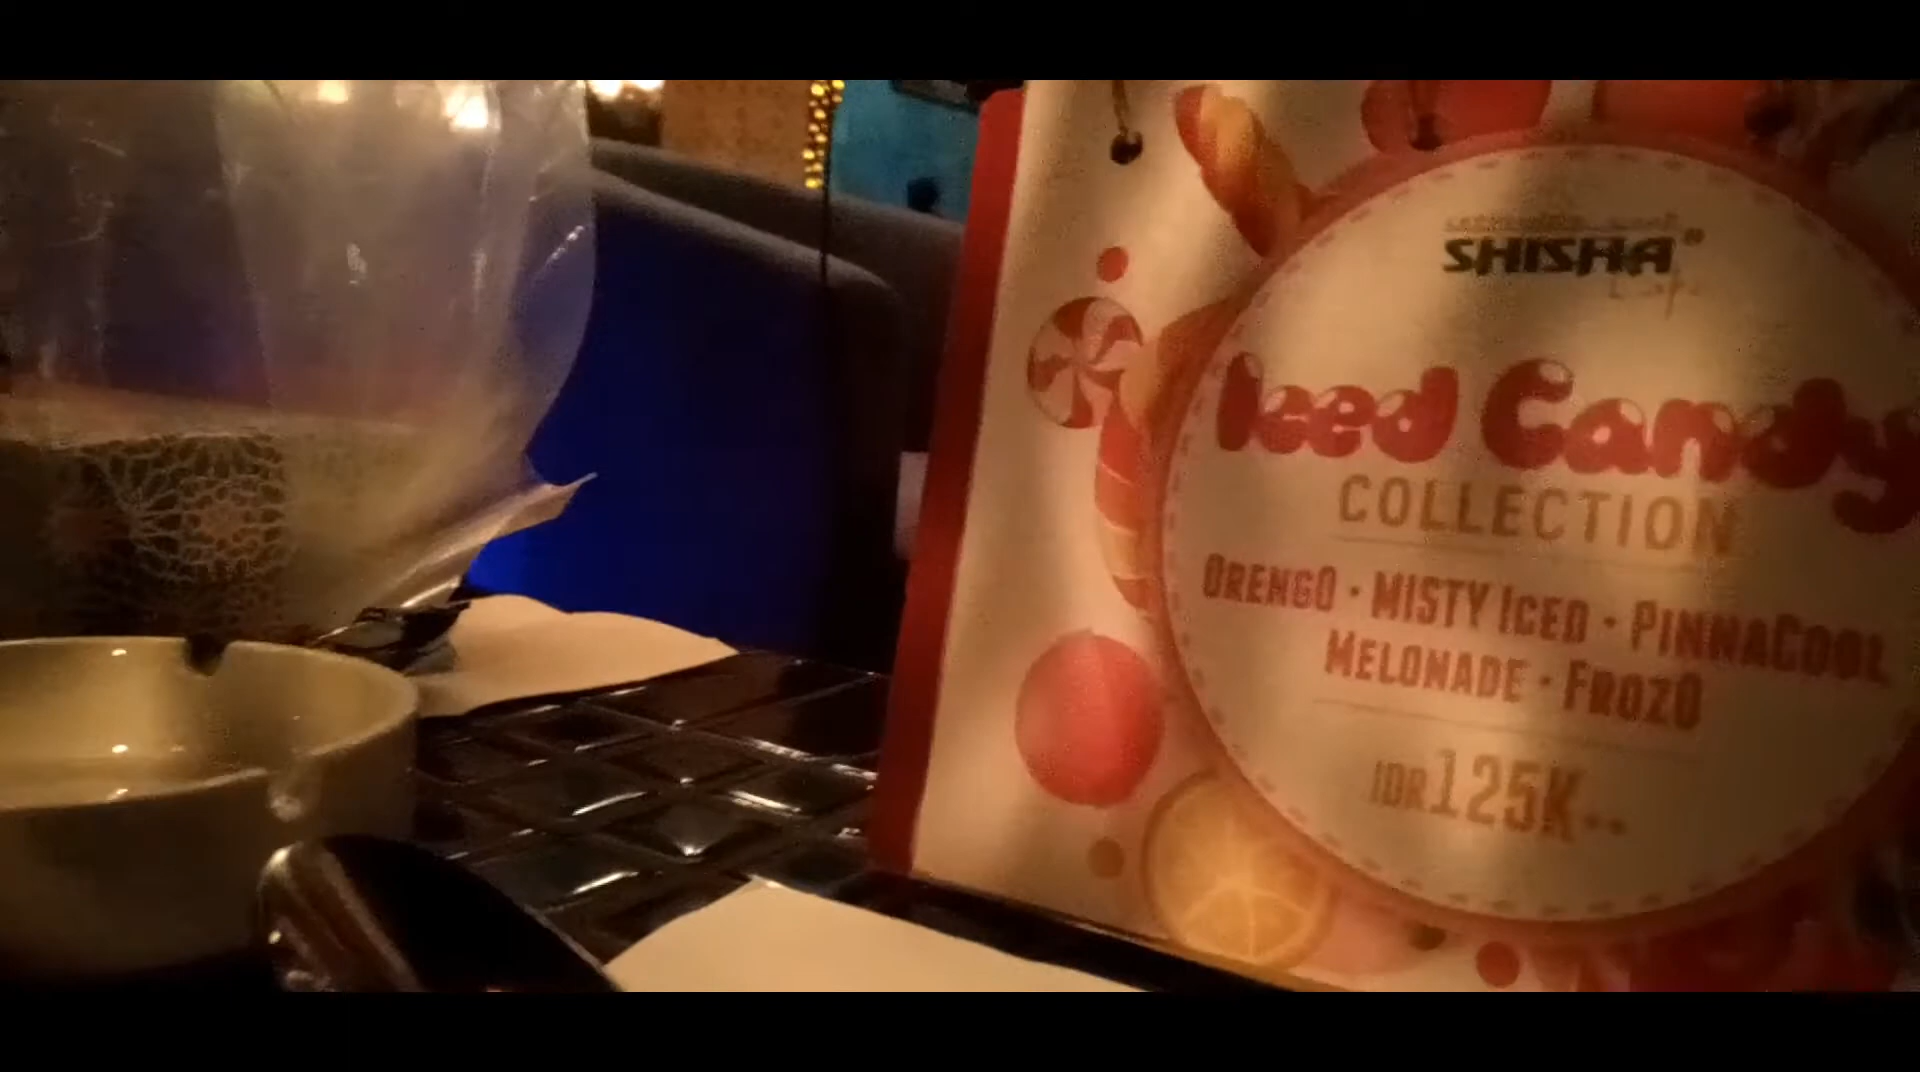 SHISHA
Iced Candy
COLLECTION
ORENGO • MISTY ICED • PINNACOOL
MELONADE • FROZO
IDR125K++